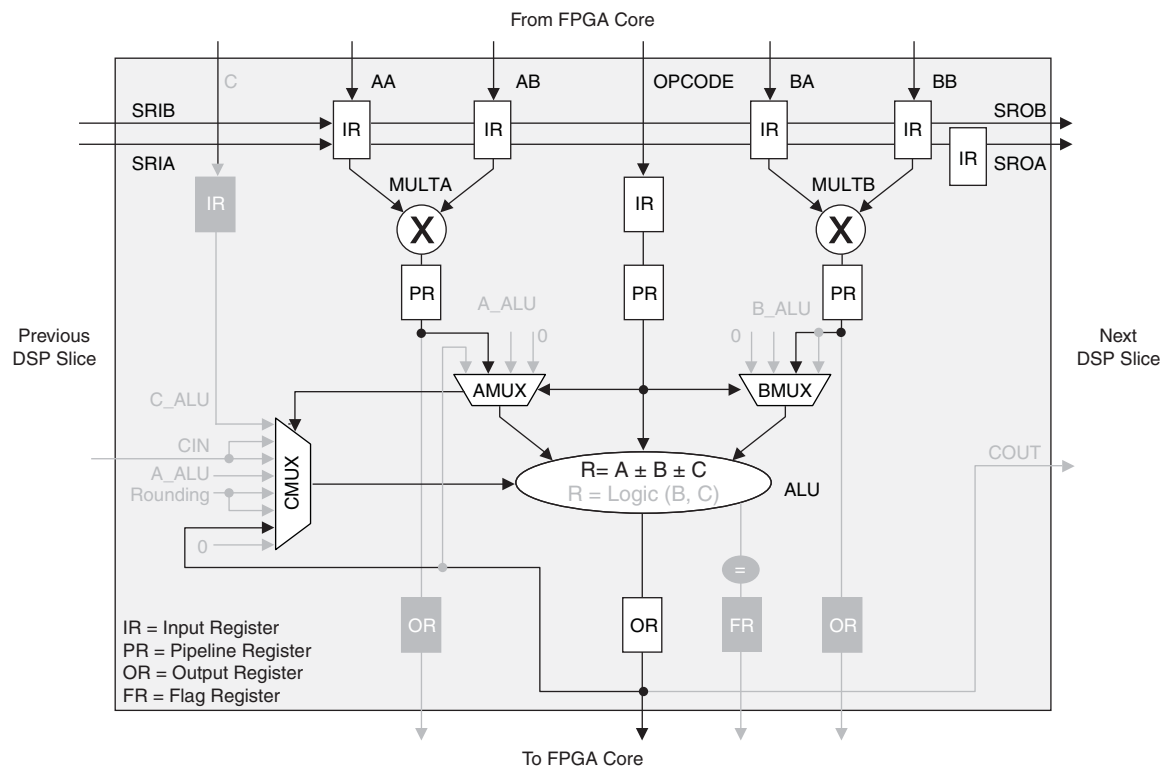 From FPGA Core
C
AA
AB
OPCODE
BA
BB
SRIB
IR
IR
IR
IR
SROB
SRIA
IR
SROA
MULTA
MULTB
IR
IR
X
X
PR
PR
PR
A_ALU
0
B_ALU
0
Previous
DSP Slice
Next
DSP Slice
AMUX
BMUX
C_ALU
CIN
A_ALU
Rounding
0
CMUX
R= A ± B ± C
R = Logic (B, C)
ALU
COUT
=
OR
OR
FR
OR
IR = Input Register
PR = Pipeline Register
OR = Output Register
FR = Flag Register
To FPGA Core